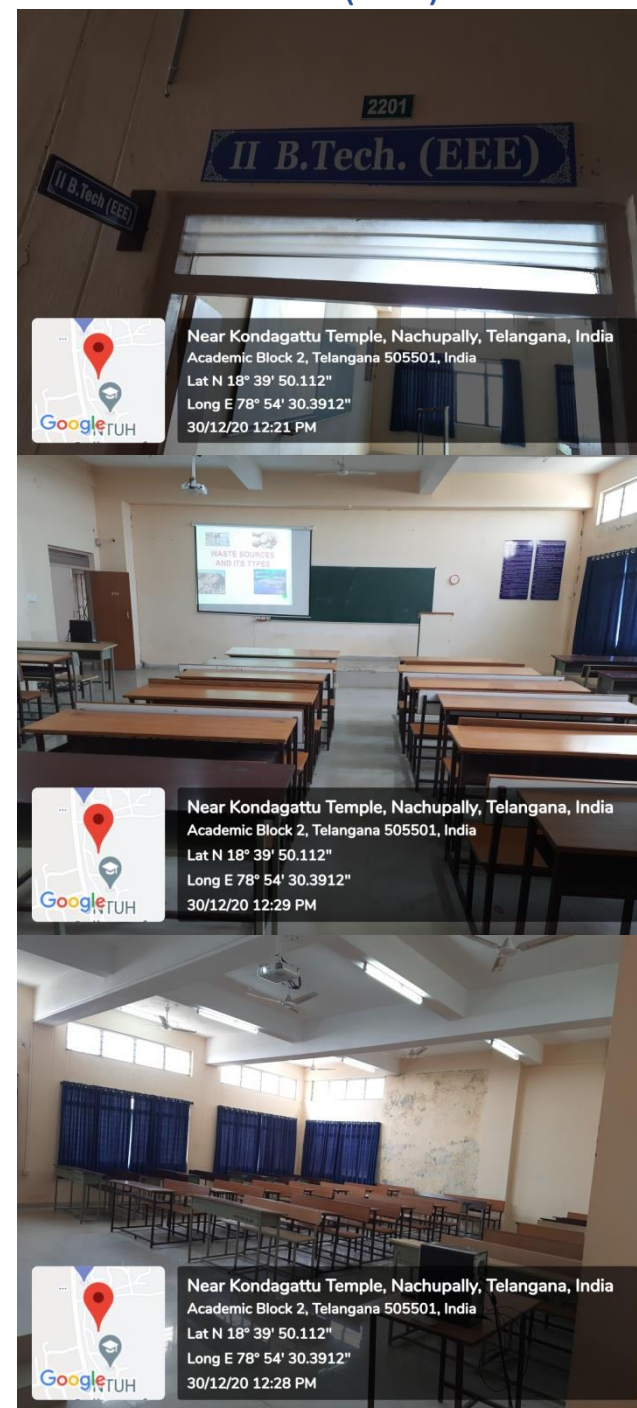 2201
II B.Tech. (EEE)
II B.Tech (EEE)
Near Kondagattu Temple, Nachupally, Telangana, India
Academic Block 2, Telangana 505501, India
Lat N 18° 39' 50.112"
Long E 78° 54' 30.3912"
30/12/20 12:21 PM
Google
TUH
WASTE SOURCES
AND ITS TYPES
Near Kondagattu Temple, Nachupally, Telangana, India
Academic Block 2, Telangana 505501, India
Lat N 18° 39' 50.112"
Long E 78° 54' 30.3912"
30/12/20 12:29 PM
Google
TUH
Near Kondagattu Temple, Nachupally, Telangana, India
Academic Block 2, Telangana 505501, India
Lat N 18° 39' 50.112"
Long E 78° 54' 30.3912"
30/12/20 12:28 PM
Google
TUH